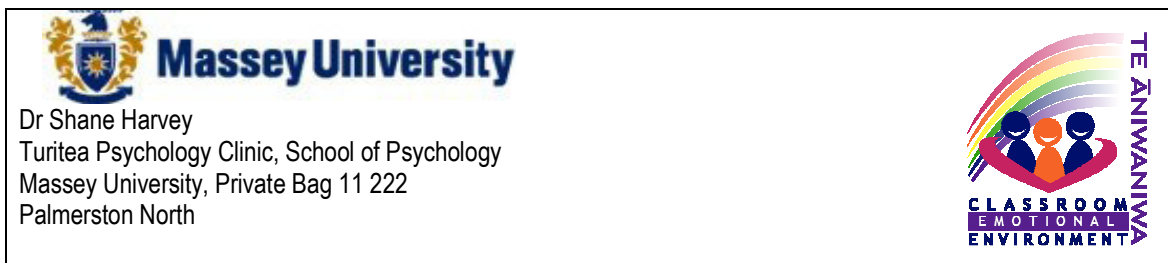 Massey University
Dr Shane Harvey
Turitea Psychology Clinic, School of Psychology
Massey University, Private Bag 11 222
Palmerston North
TE ĀNIWANIWA
CLASSROOM
EMOTIONAL
ENVIRONMENT